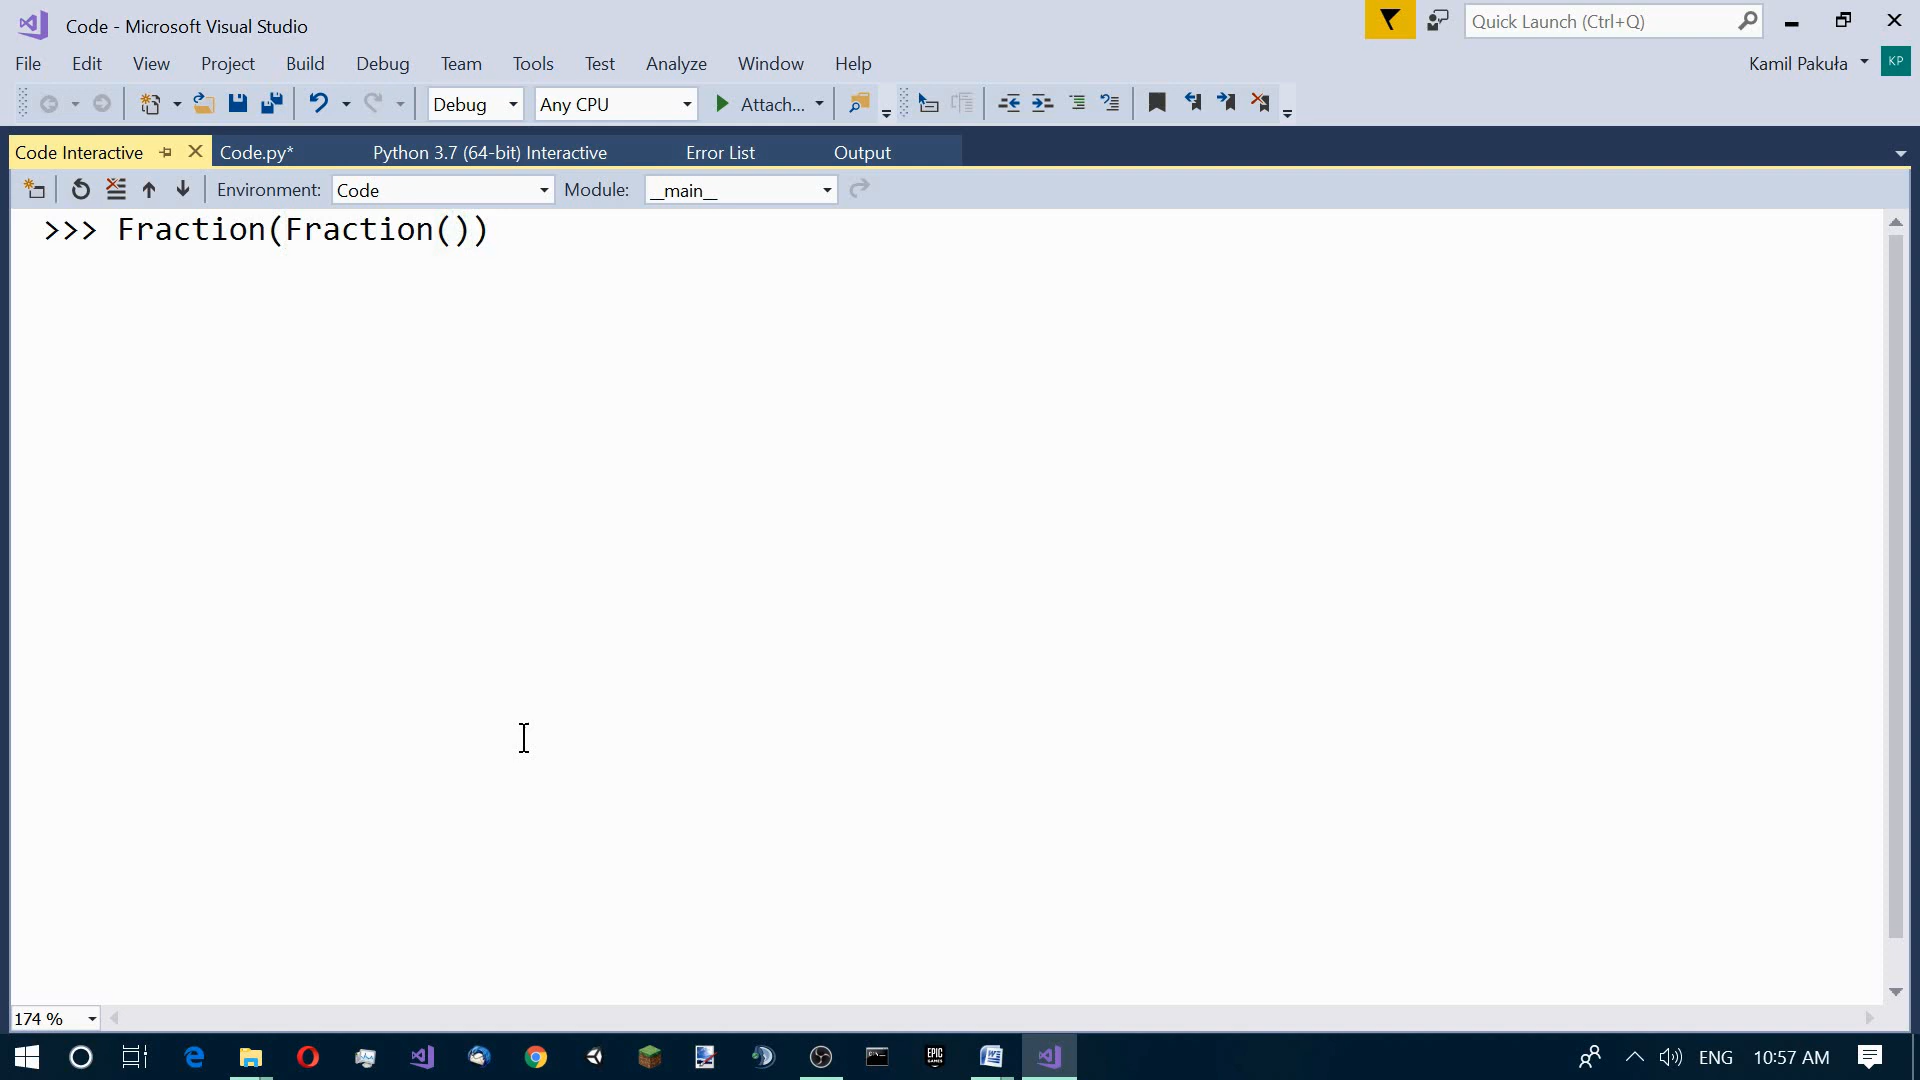 Code - Microsoft Visual Studio
Quick Launch (Ctrl+Q)
File Edit View Project Build Debug Team Tools Test Analyze Window Help
Kamil Pakuła KP
Debug Any CPU Attach...
Code Interactive Code.py* Python 3.7 (64-bit) Interactive Error List Output
Environment: Code Module: __main__
>>> Fraction(Fraction())
174 %
EPIC GAMES
ENG 10:57 AM